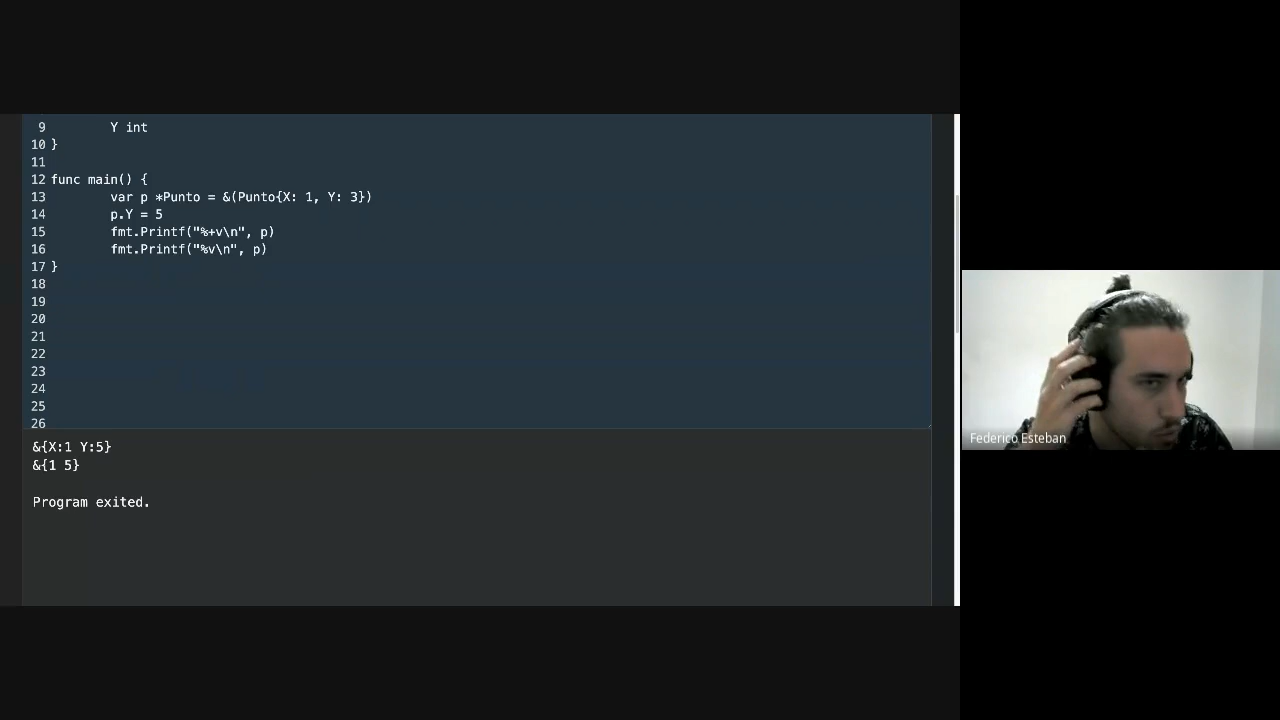 9 Y int
10 }
11
12 func main() {
13 var p *Punto = &(Punto{X: 1, Y: 3})
14 p.Y = 5
15 fmt.Printf("%+v\n", p)
16 fmt.Printf("%v\n", p)
17 }
18
19
20
21
22
23
24
25
26
&{X:1 Y:5}
&{1 5}
Program exited.
Federico Esteban